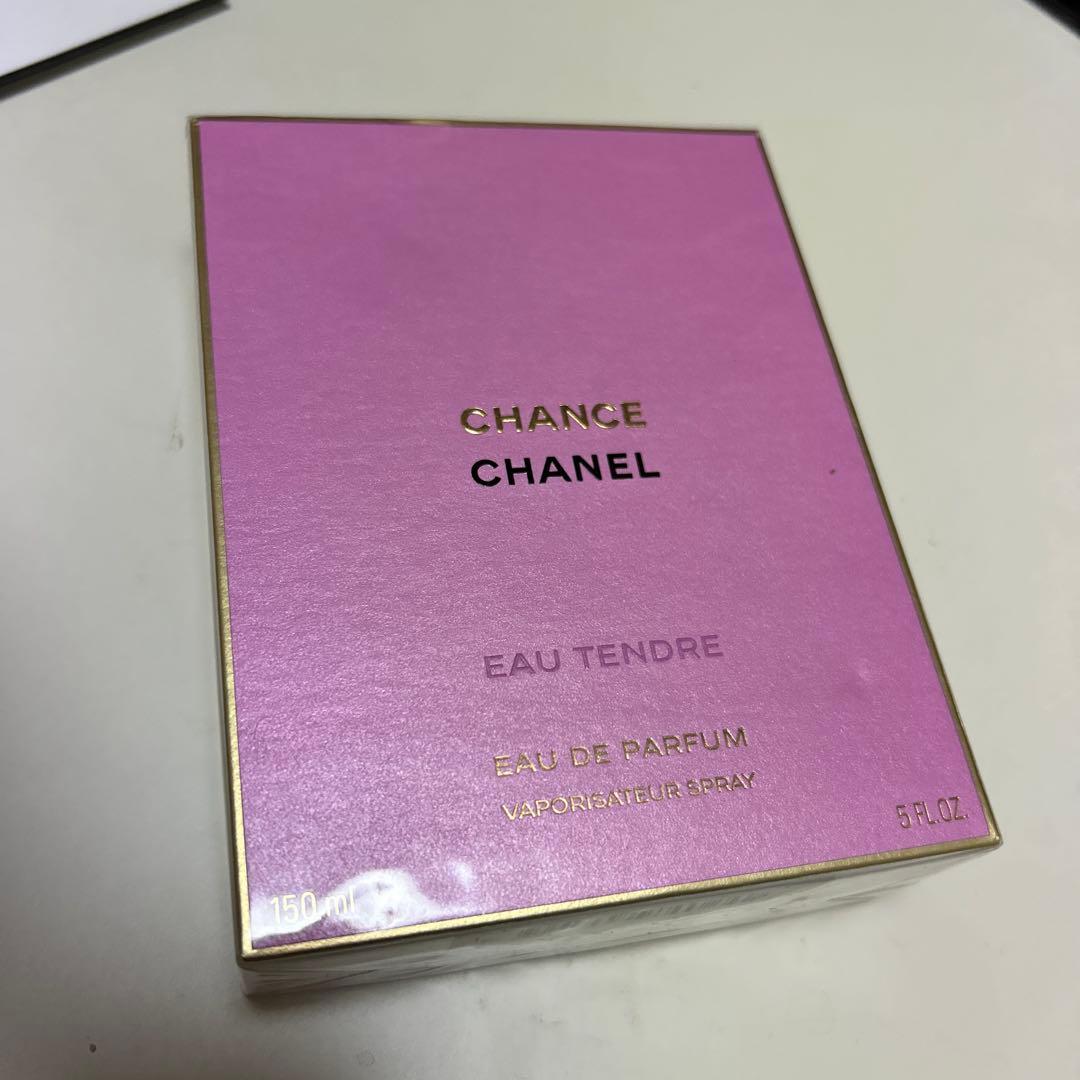 CHANCE
CHANEL
EAU TENDRE
EAU DE PARFUM
VAPORISATEUR SPRAY
150 ml
5 FL.OZ.